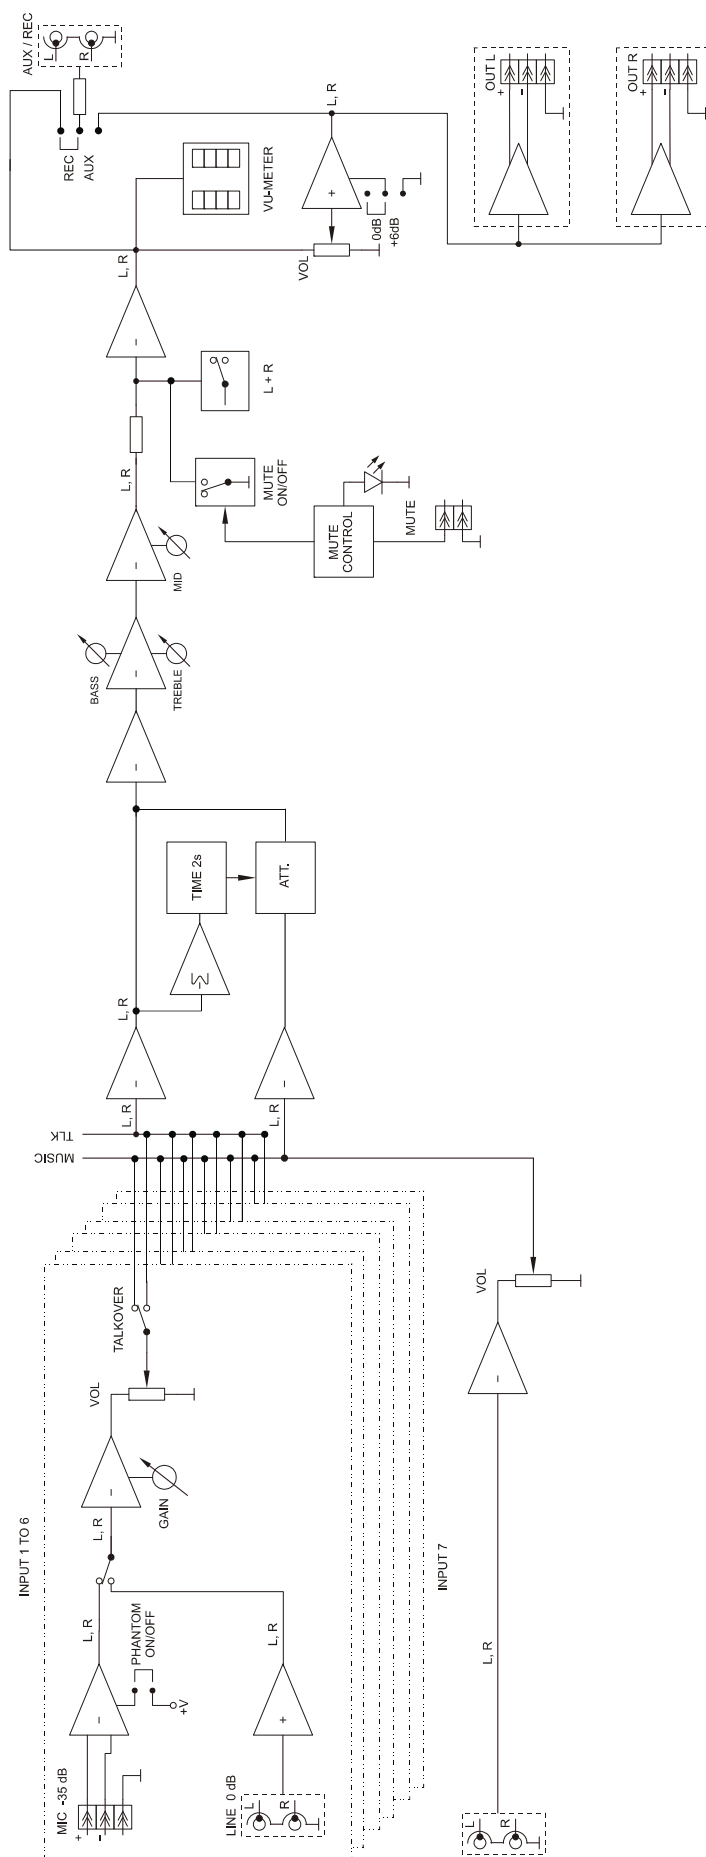 INPUT 1 TO 6
MIC -35 dB
+
-
L, R
PHANTOM
ON/OFF
+V
LINE 0 dB
L
R
+
L, R
-
L, R
-
GAIN
VOL
TALKOVER
INPUT 7
L
R
L, R
-
VOL
MUSIC
TLK
L, R
-
L, R
-
L, R
-
TIME 2s
ATT.
-
BASS
-
TREBLE
-
MID
L, R
MUTE
ON/OFF
L + R
MUTE
CONTROL
MUTE
-
L, R
VU-METER
VOL
+
0dB
+6dB
L, R
REC
AUX
AUX / REC
L
R
OUT L
+
-
OUT R
+
-